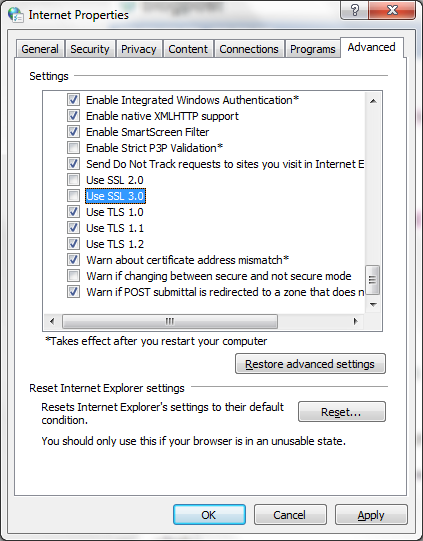 Internet Properties
General Security Privacy Content Connections Programs Advanced
Settings
Enable Integrated Windows Authentication*
Enable native XMLHTTP support
Enable SmartScreen Filter
Enable Strict P3P Validation*
Send Do Not Track requests to sites you visit in Internet E
Use SSL 2.0
Use SSL 3.0
Use TLS 1.0
Use TLS 1.1
Use TLS 1.2
Warn about certificate address mismatch*
Warn if changing between secure and not secure mode
Warn if POST submittal is redirected to a zone that does n
*Takes effect after you restart your computer
Restore advanced settings
Reset Internet Explorer settings
Resets Internet Explorer's settings to their default
condition.
Reset...
You should only use this if your browser is in an unusable state.
OK Cancel Apply